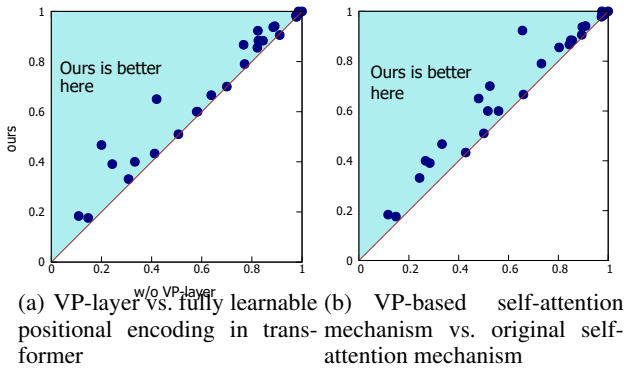 1
0.8
0.6
0.4
0.2
0
ours
Ours is better
here
0.2
0.4
0.6
0.8
1
w/o VP-layer
(a) VP-layer vs. fully learnable
positional encoding in trans-
former
1
0.8
0.6
0.4
0.2
0
Ours is better
here
0
0.2
0.4
0.6
0.8
1
(b) VP-based self-attention
mechanism vs. original self-
attention mechanism